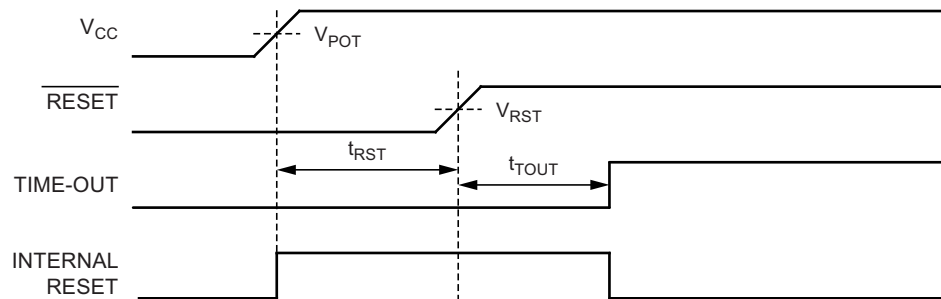 VCC
VPOT
RESET
VRST
tRST
tTOUT
TIME-OUT
INTERNAL
RESET